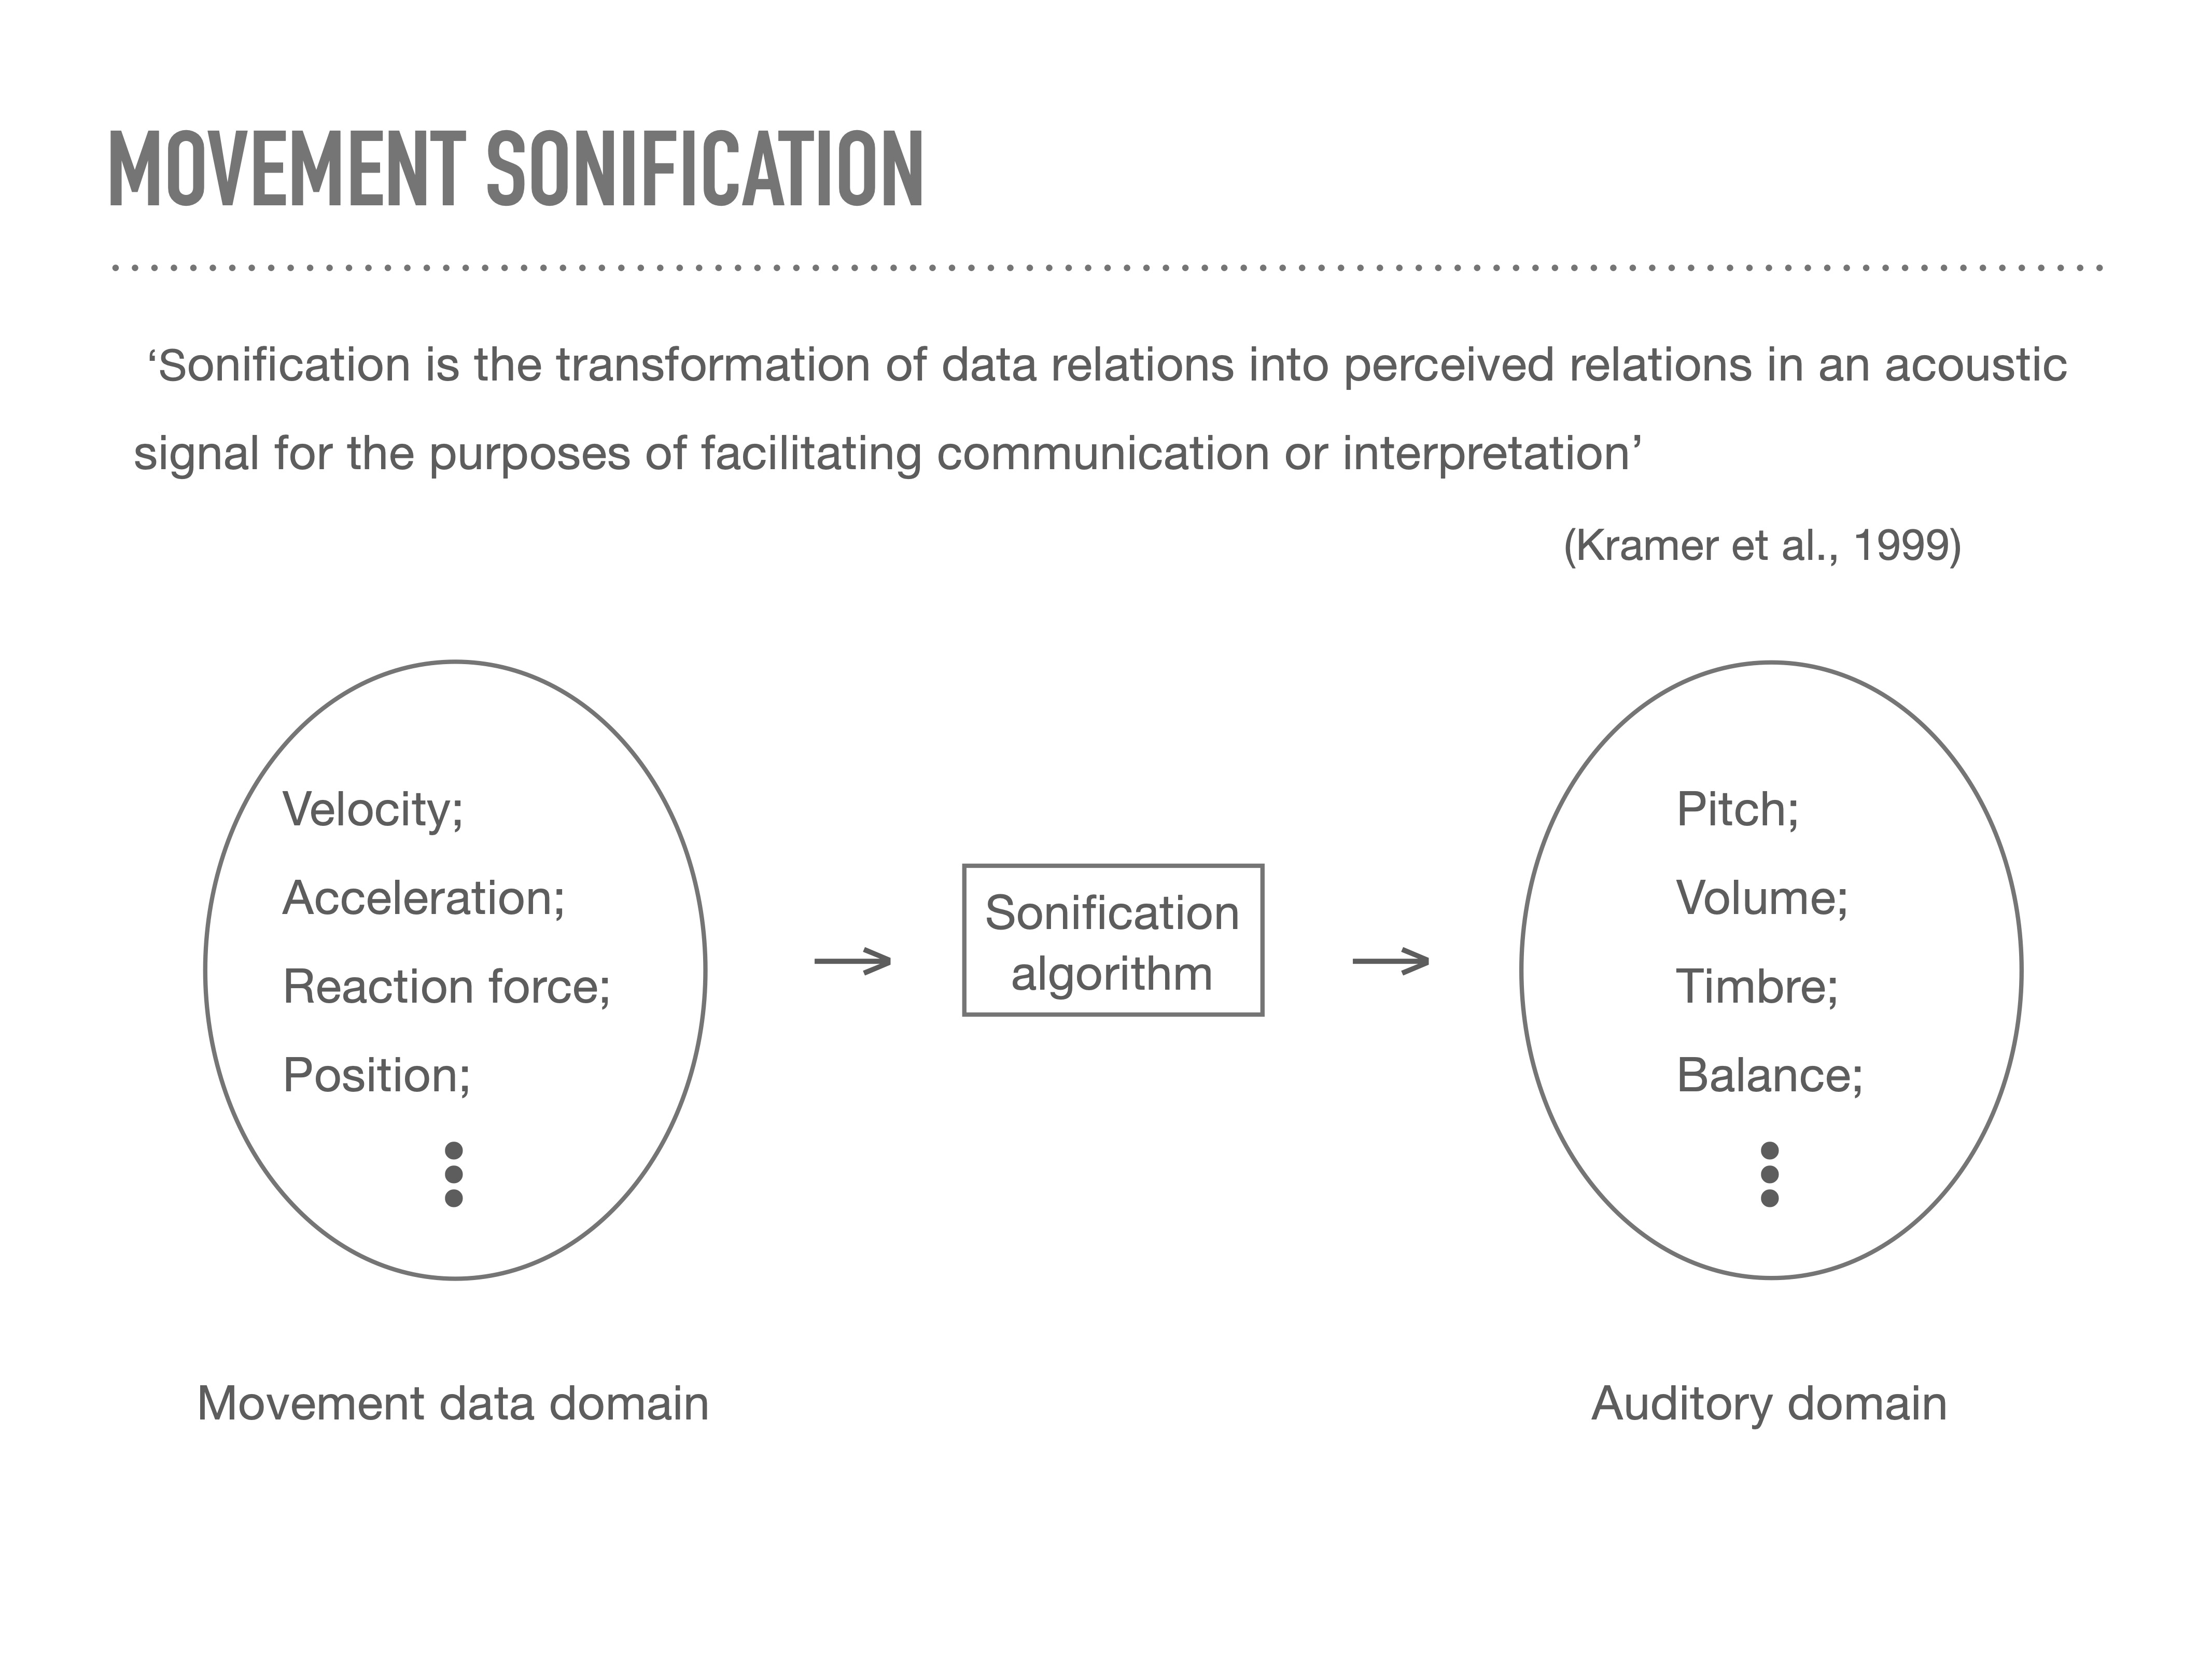 MOVEMENT SONIFICATION
‘Sonification is the transformation of data relations into perceived relations in an acoustic
signal for the purposes of facilitating communication or interpretation’
(Kramer et al., 1999)
Velocity;
Acceleration;
Reaction force;
Position;
Sonification
algorithm
Pitch;
Volume;
Timbre;
Balance;
Movement data domain
Auditory domain